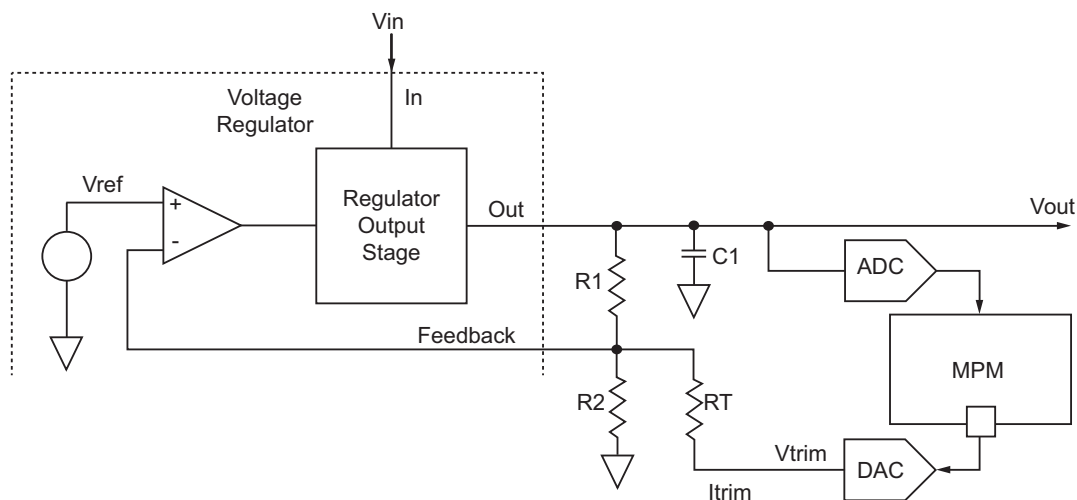 Vin
Voltage
Regulator
In
Vref
+
-
Regulator
Output
Stage
Out
Vout
R1
C1
ADC
Feedback
MPM
R2
RT
Vtrim
DAC
Itrim